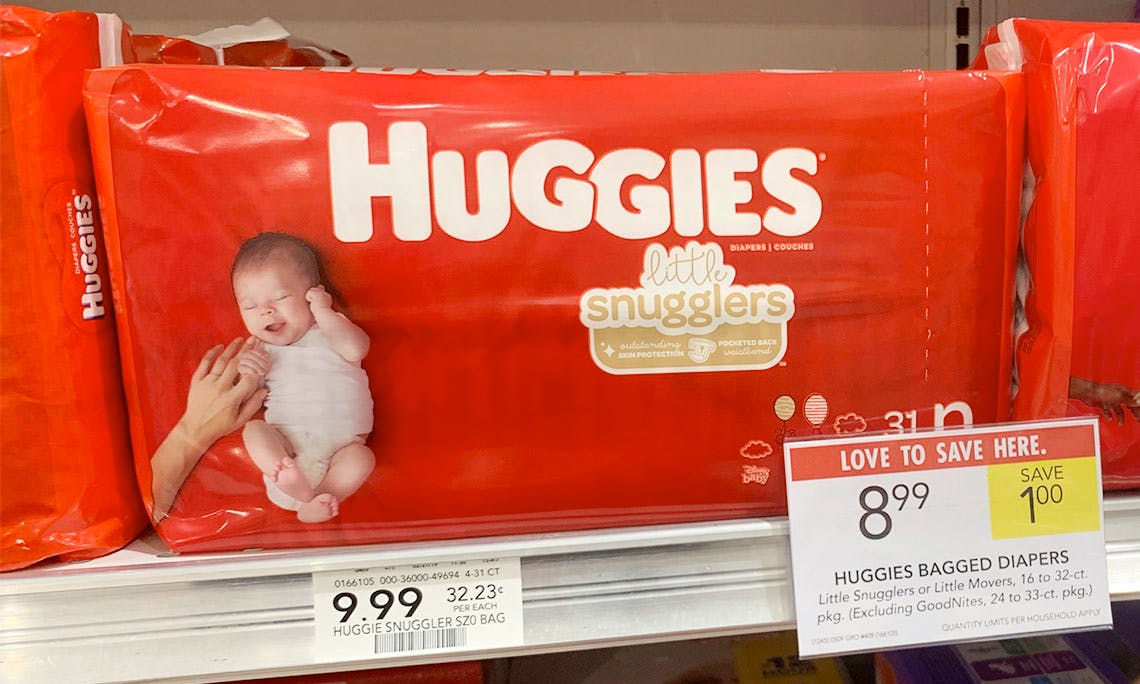 HUGGIES
DIAPERS | COUCHES
little
snugglers
outstanding
SKIN PROTECTION
POCKETED BACK
waistband
31
Disney
baby
DIAPERS COUCHES
HUGGIES
0166105 000-36000-49694 4-31 CT
9.99
32.23¢
PER EACH
HUGGIE SNUGGLER SZ0 BAG
LOVE TO SAVE HERE.
8 99
SAVE
1 00
HUGGIES BAGGED DIAPERS
Little Snugglers or Little Movers, 16 to 32-ct.
pkg. (Excluding GoodNites, 24 to 33-ct. pkg.)
QUANTITY LIMITS PER HOUSEHOLD APPLY